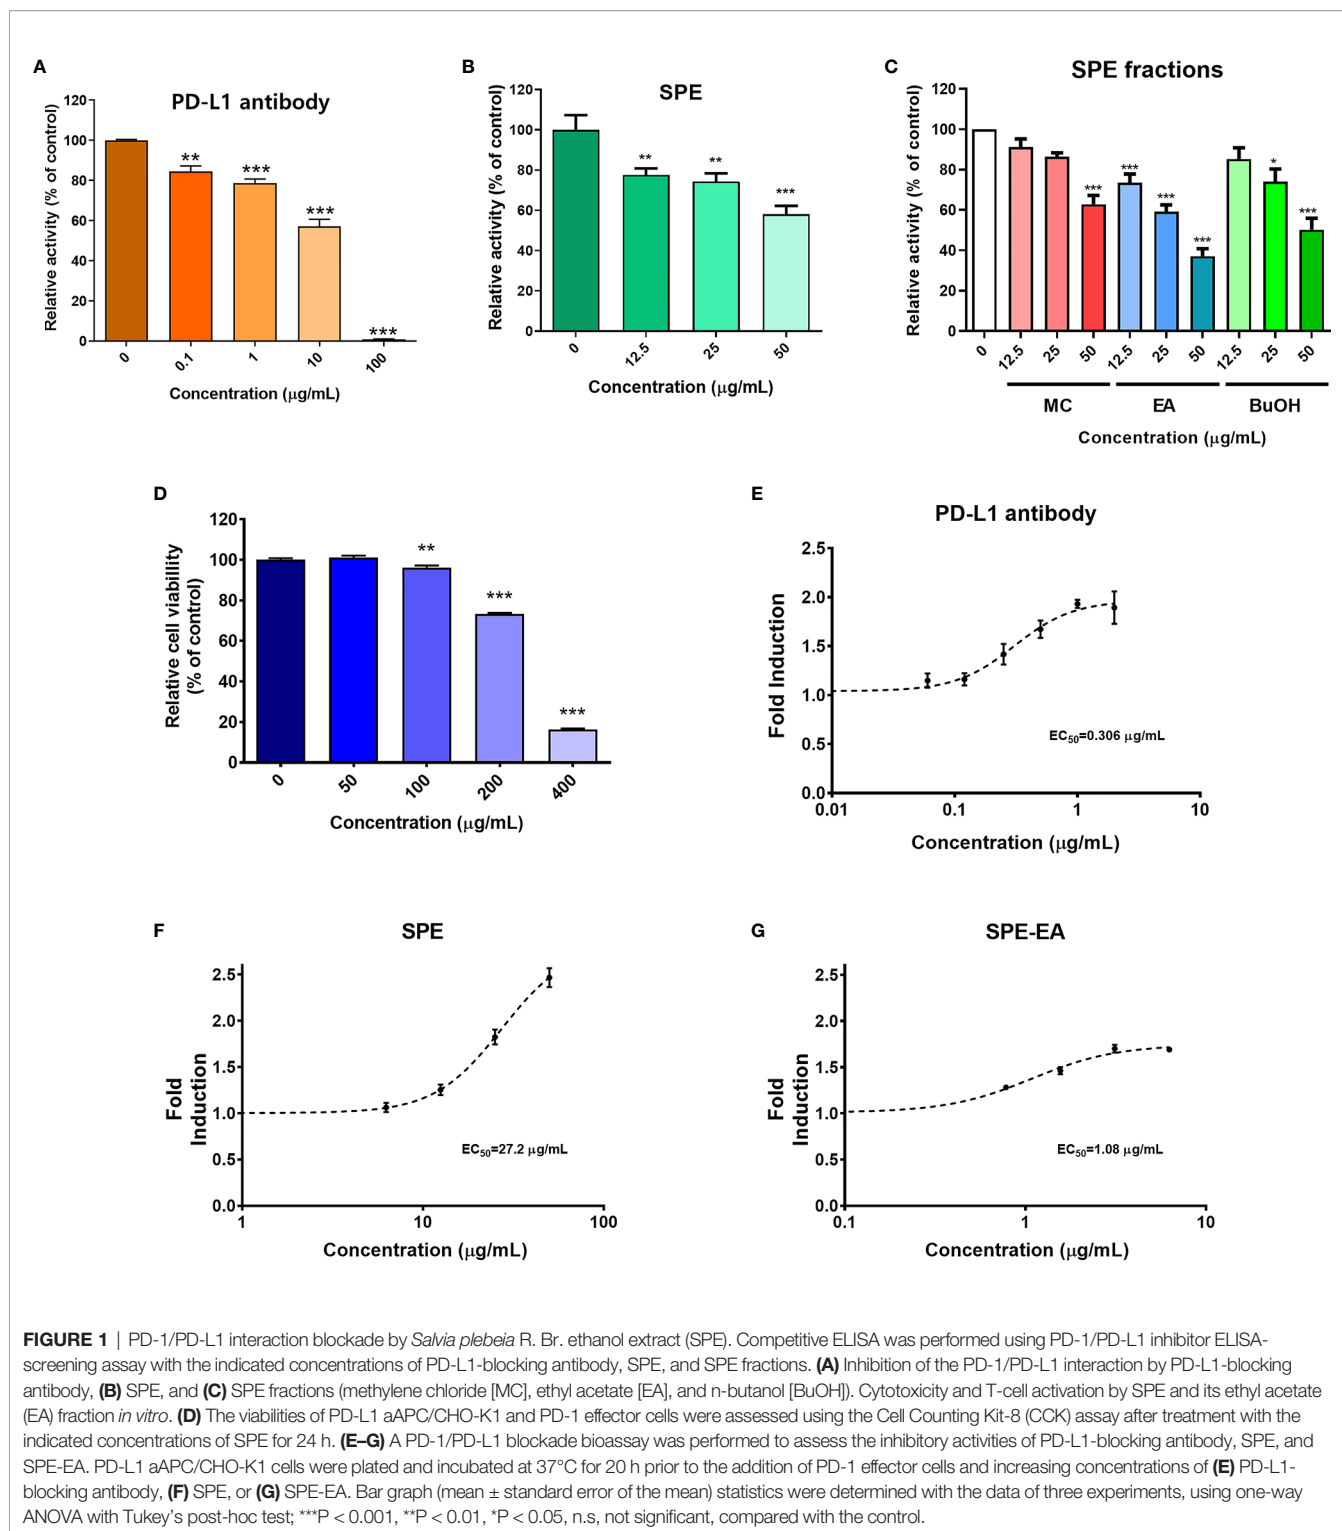 A
PD-L1 antibody
Relative activity (% of control)
120
100
80
60
40
20
0
**
***
***
***
0
0.1
1
10
100
Concentration (μg/mL)
B
SPE
Relative activity (% of control)
120
100
80
60
40
20
0
**
**
***
0
12.5
25
50
Concentration (μg/mL)
C
SPE fractions
Relative activity (% of control)
120
100
80
60
40
20
0
***
***
***
***
*
***
0
12.5
25
50
12.5
25
50
12.5
25
50
MC
EA
BuOH
Concentration (μg/mL)
D
Relative cell viabillity
(% of control)
120
100
80
60
40
20
0
**
***
***
0
50
100
200
400
Concentration (μg/mL)
E
PD-L1 antibody
Fold Induction
2.5
2.0
1.5
1.0
0.5
0.0
EC50=0.306 μg/mL
0.01
0.1
1
10
Concentration (μg/mL)
F
SPE
Fold
Induction
2.5
2.0
1.5
1.0
0.5
0.0
EC50=27.2 μg/mL
1
10
100
Concentration (μg/mL)
G
SPE-EA
Fold
Induction
2.5
2.0
1.5
1.0
0.5
0.0
EC50=1.08 μg/mL
0.1
1
10
Concentration (μg/mL)
FIGURE 1 | PD-1/PD-L1 interaction blockade by Salvia plebeia R. Br. ethanol extract (SPE). Competitive ELISA was performed using PD-1/PD-L1 inhibitor ELISA-
screening assay with the indicated concentrations of PD-L1-blocking antibody, SPE, and SPE fractions. (A) Inhibition of the PD-1/PD-L1 interaction by PD-L1-blocking
antibody, (B) SPE, and (C) SPE fractions (methylene chloride [MC], ethyl acetate [EA], and n-butanol [BuOH]). Cytotoxicity and T-cell activation by SPE and its ethyl acetate
(EA) fraction in vitro. (D) The viabilities of PD-L1 aAPC/CHO-K1 and PD-1 effector cells were assessed using the Cell Counting Kit-8 (CCK) assay after treatment with the
indicated concentrations of SPE for 24 h. (E–G) A PD-1/PD-L1 blockade bioassay was performed to assess the inhibitory activities of PD-L1-blocking antibody, SPE, and
SPE-EA. PD-L1 aAPC/CHO-K1 cells were plated and incubated at 37°C for 20 h prior to the addition of PD-1 effector cells and increasing concentrations of (E) PD-L1-
blocking antibody, (F) SPE, or (G) SPE-EA. Bar graph (mean ± standard error of the mean) statistics were determined with the data of three experiments, using one-way
ANOVA with Tukey's post-hoc test; ***P < 0.001, **P < 0.01, *P < 0.05, n.s, not significant, compared with the control.